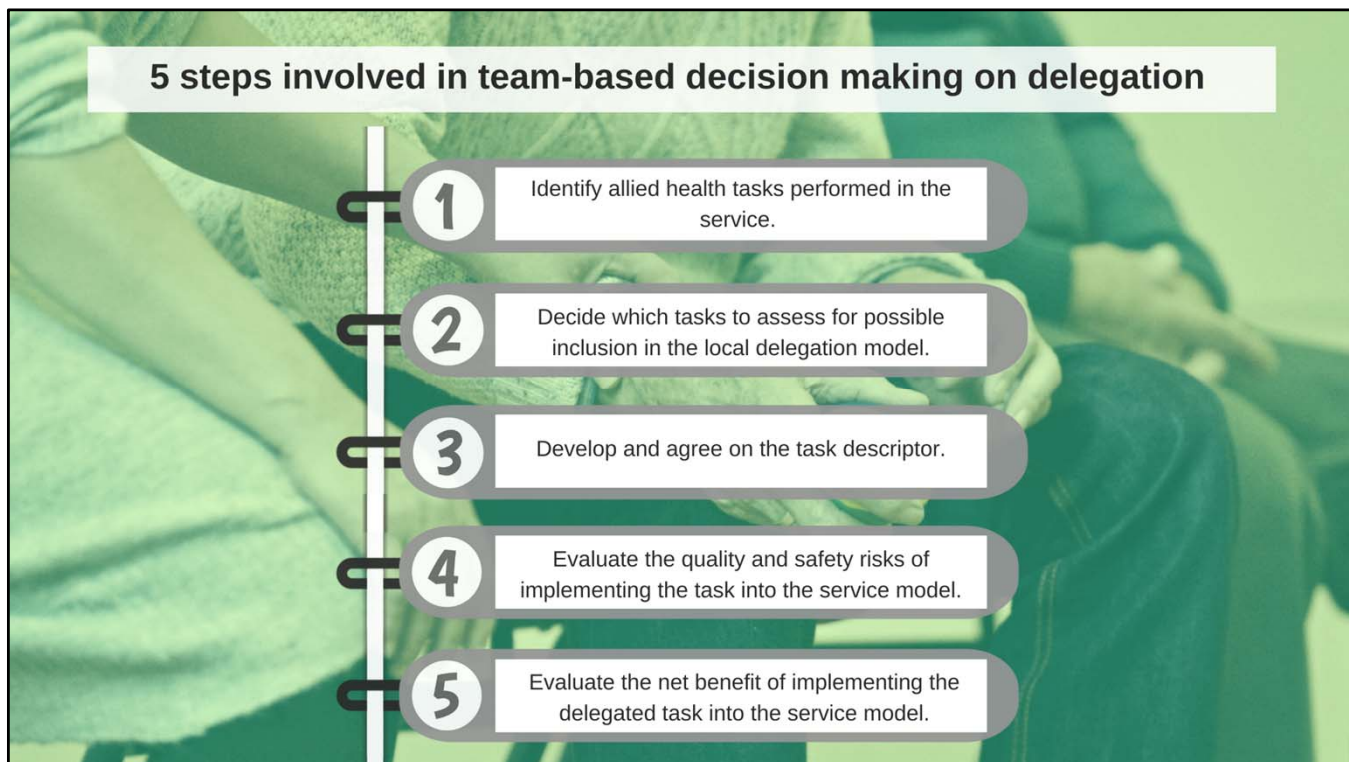 5 steps involved in team-based decision making on delegation
1
Identify allied health tasks performed in the
service.
2
Decide which tasks to assess for possible
inclusion in the local delegation model.
3
Develop and agree on the task descriptor.
4
Evaluate the quality and safety risks of
implementing the task into the service model.
5
Evaluate the net benefit of implementing the
delegated task into the service model.